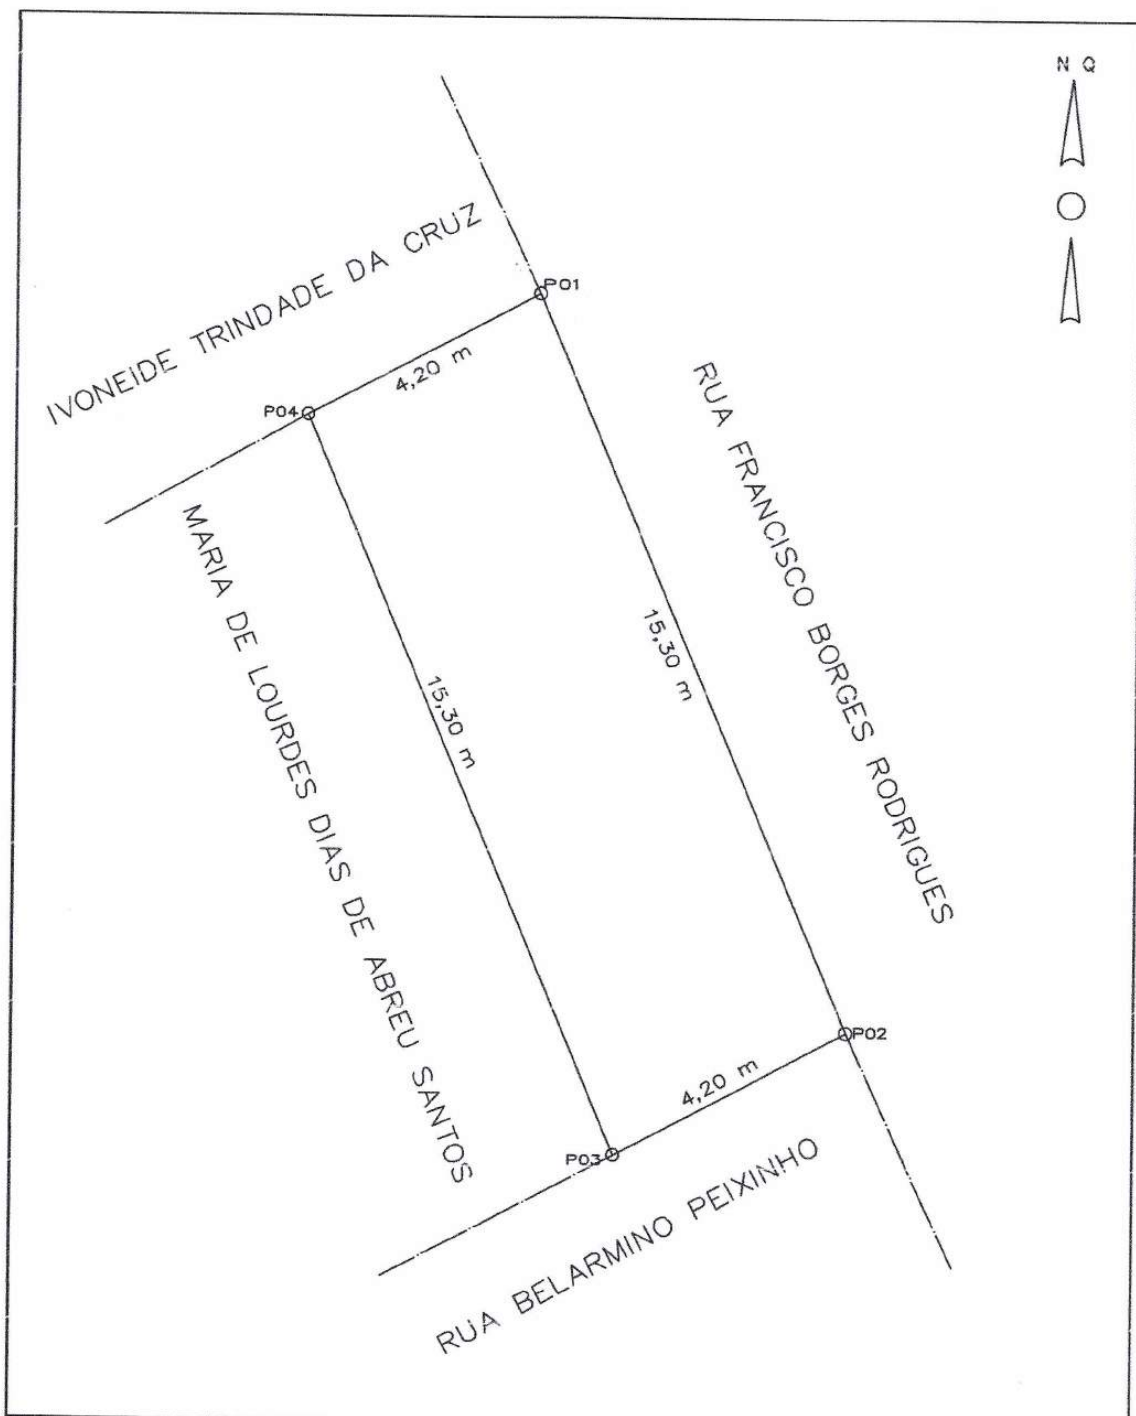 N Q
IVONEIDE TRINDADE DA CRUZ
P01
4,20 m
P04
RUA FRANCISCO BORGES RODRIGUES
MARIA DE LOURDES DIAS DE ABREU SANTOS
15,30 m
15,30 m
P02
4,20 m
P03
RUA BELARMINO PEIXINHO